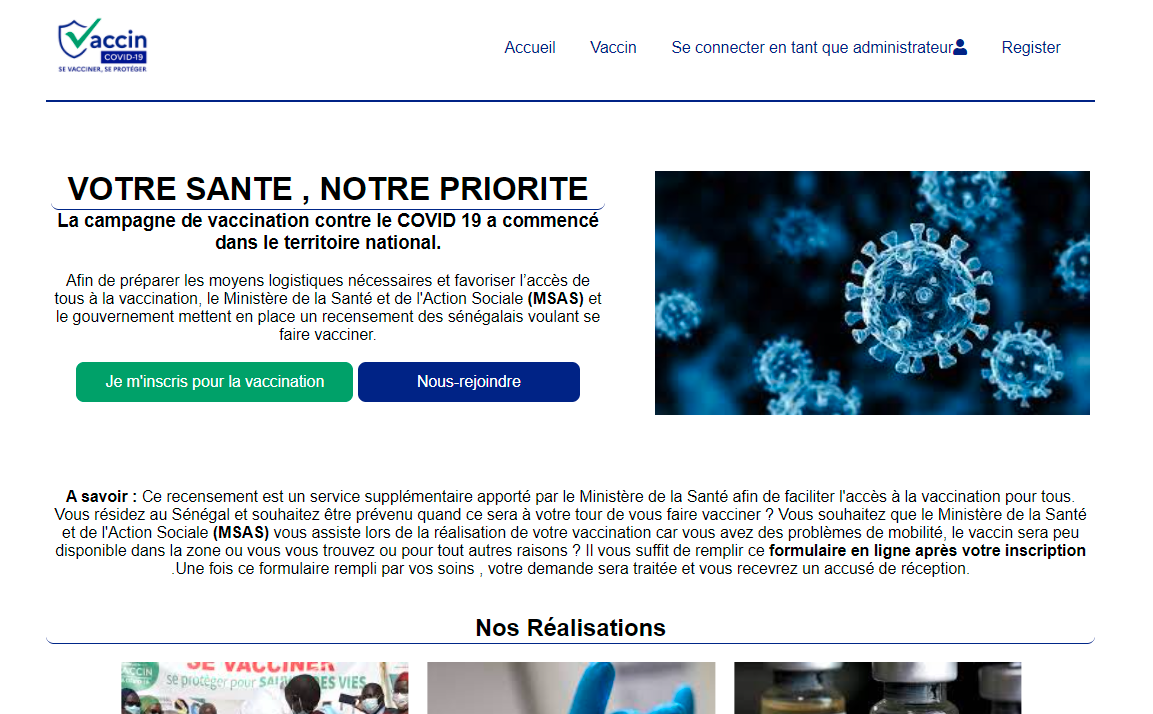 Vaccin
COVID-19
SE VACCINER, SE PROTÉGER
Accueil Vaccin Se connecter en tant que administrateur Register
VOTRE SANTE , NOTRE PRIORITE
La campagne de vaccination contre le COVID 19 a commencé
dans le territoire national.
Afin de préparer les moyens logistiques nécessaires et favoriser l’accès de
tous à la vaccination, le Ministère de la Santé et de l'Action Sociale (MSAS) et
le gouvernement mettent en place un recensement des sénégalais voulant se
faire vacciner.
Je m'inscris pour la vaccination Nous-rejoindre
A savoir : Ce recensement est un service supplémentaire apporté par le Ministère de la Santé afin de faciliter l'accès à la vaccination pour tous.
Vous résidez au Sénégal et souhaitez être prévenu quand ce sera à votre tour de vous faire vacciner ? Vous souhaitez que le Ministère de la Santé
et de l'Action Sociale (MSAS) vous assiste lors de la réalisation de votre vaccination car vous avez des problèmes de mobilité, le vaccin sera peu
disponible dans la zone ou vous vous trouvez ou pour tout autres raisons ? Il vous suffit de remplir ce formulaire en ligne après votre inscription
.Une fois ce formulaire rempli par vos soins , votre demande sera traitée et vous recevrez un accusé de réception.
Nos Réalisations
SE VACCINER
se protéger pour DES VIES